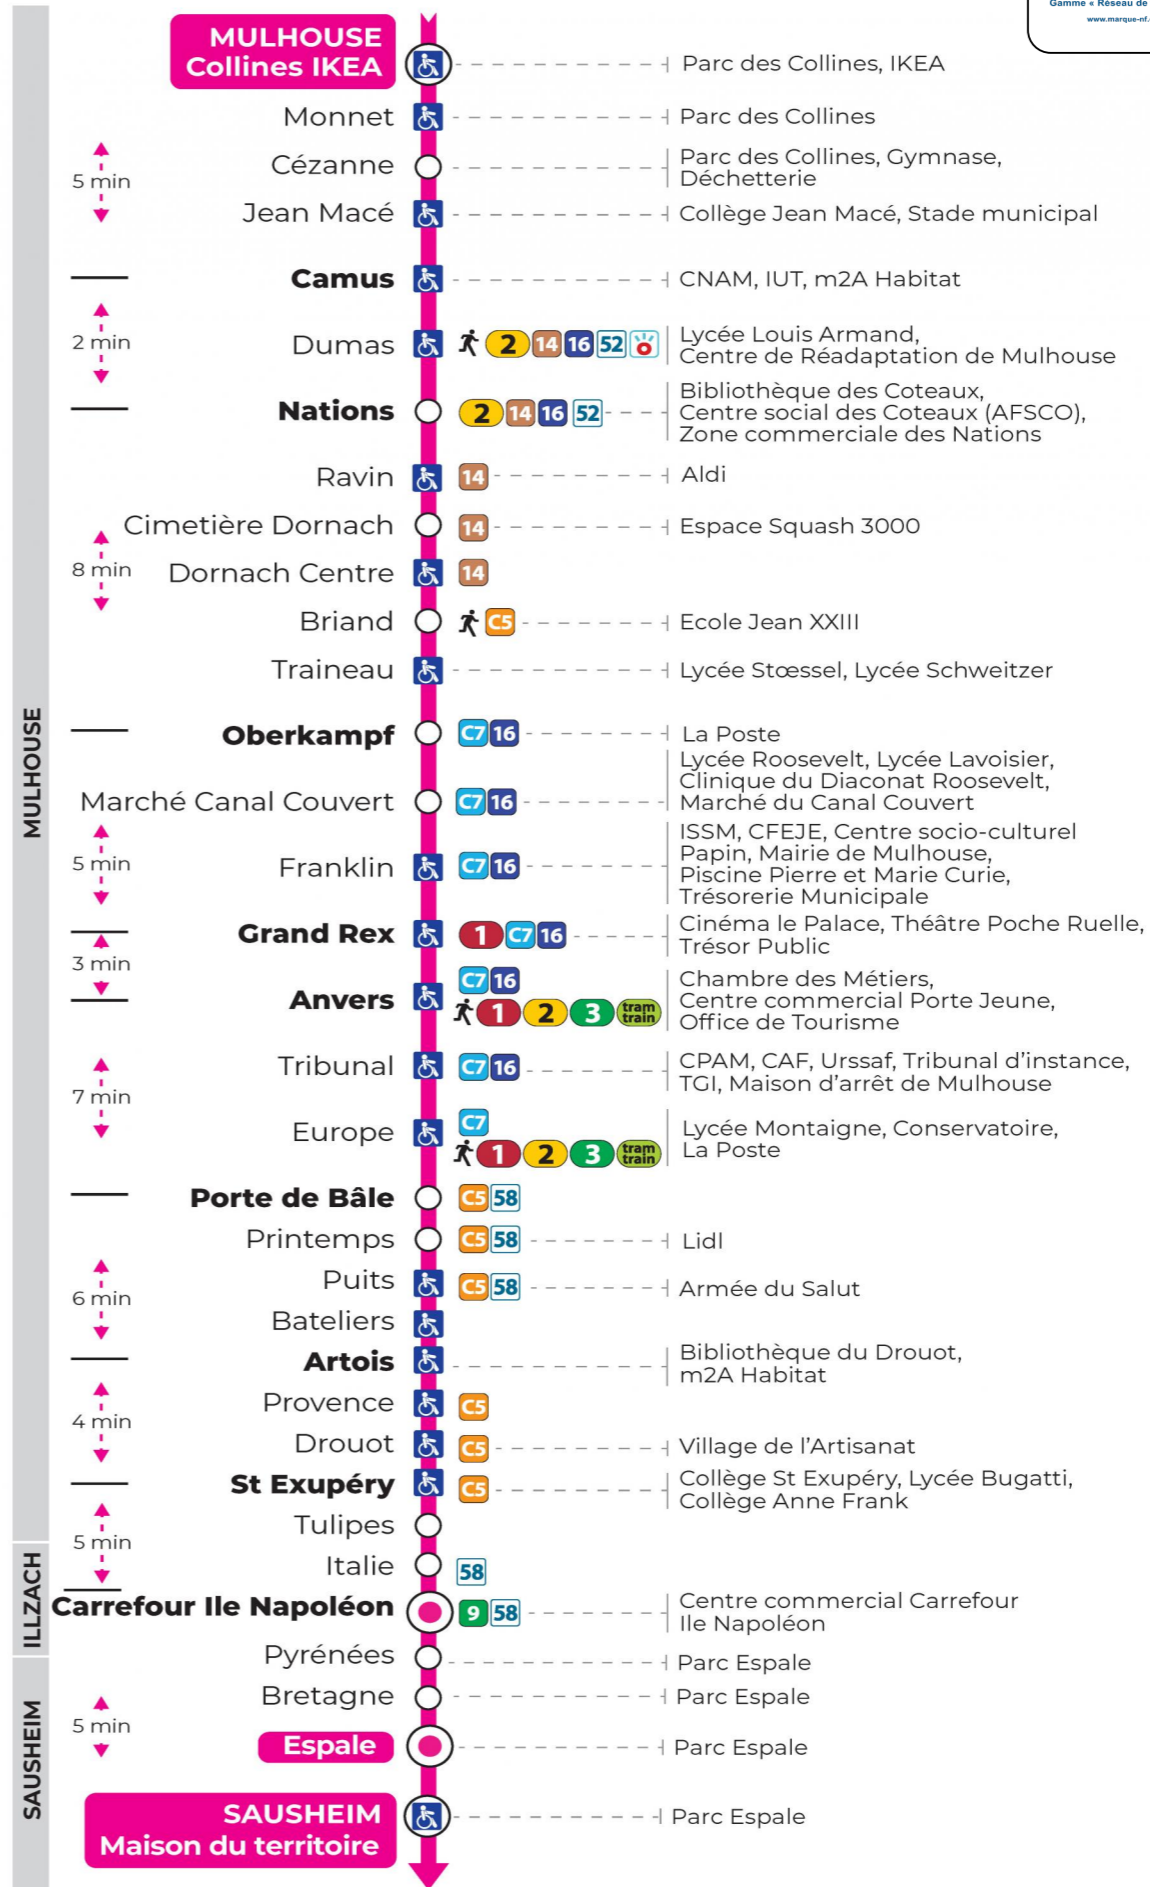 Gamme « Réseau de
www.marque-nf.
MULHOUSE
Collines IKEA
Parc des Collines, IKEA
Monnet
Parc des Collines
5 min
Cézanne
Parc des Collines, Gymnase,
Déchetterie
Jean Macé
Collège Jean Macé, Stade municipal
Camus
CNAM, IUT, m2A Habitat
2 min
Dumas
2 14 16 52
Lycée Louis Armand,
Centre de Réadaptation de Mulhouse
Nations
2 14 16 52
Bibliothèque des Coteaux,
Centre social des Coteaux (AFSCO),
Zone commerciale des Nations
Ravin
14
Aldi
Cimetière Dornach
14
Espace Squash 3000
8 min
Dornach Centre
14
Briand
C5
Ecole Jean XXIII
Traineau
Lycée Stœssel, Lycée Schweitzer
MULHOUSE
Oberkampf
C7 16
La Poste
Marché Canal Couvert
C7 16
Lycée Roosevelt, Lycée Lavoisier,
Clinique du Diaconat Roosevelt,
Marché du Canal Couvert
5 min
Franklin
C7 16
ISSM, CFEJE, Centre socio-culturel
Papin, Mairie de Mulhouse,
Piscine Pierre et Marie Curie,
Trésorerie Municipale
Grand Rex
1 C7 16
Cinéma le Palace, Théâtre Poche Ruelle,
Trésor Public
3 min
Anvers
C7 16
1 2 3 tram train
Chambre des Métiers,
Centre commercial Porte Jeune,
Office de Tourisme
Tribunal
C7 16
CPAM, CAF, Urssaf, Tribunal d’instance,
TGI, Maison d’arrêt de Mulhouse
7 min
Europe
C7
1 2 3 tram train
Lycée Montaigne, Conservatoire,
La Poste
Porte de Bâle
C5 58
Printemps
C5 58
Lidl
6 min
Puits
C5 58
Armée du Salut
Bateliers
Artois
Bibliothèque du Drouot,
m2A Habitat
Provence
C5
4 min
Drouot
C5
Village de l’Artisanat
St Exupéry
C5
Collège St Exupéry, Lycée Bugatti,
Collège Anne Frank
Tulipes
5 min
Italie
58
ILLZACH
Carrefour Ile Napoléon
9 58
Centre commercial Carrefour
Ile Napoléon
Pyrénées
Parc Espale
Bretagne
Parc Espale
5 min
Espale
Parc Espale
SAUSHEIM
SAUSHEIM
Maison du territoire
Parc Espale